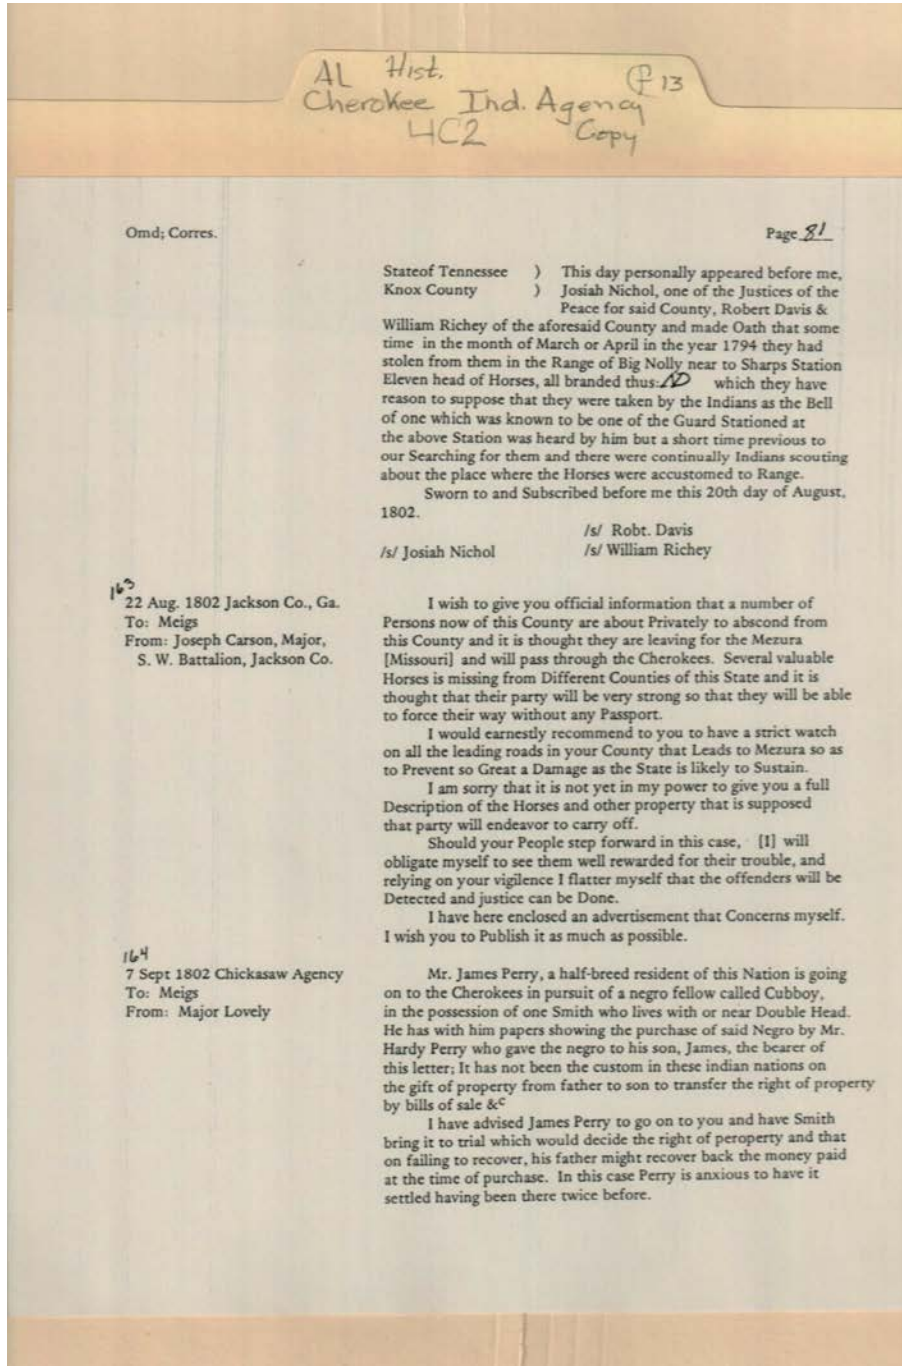 AL Hist. f 13
Cherokee Ind. Agency
4C2 Copy
Omd; Corres.
Page 81
Stateof Tennessee ) This day personally appeared before me,
Knox County ) Josiah Nichol, one of the Justices of the
Peace for said County, Robert Davis &
William Richey of the aforesaid County and made Oath that some
time in the month of March or April in the year 1794 they had
stolen from them in the Range of Big Nolly near to Sharps Station
Eleven head of Horses, all branded thus: which they have
reason to suppose that they were taken by the Indians as the Bell
of one which was known to be one of the Guard Stationed at
the above Station was heard by him but a short time previous to
our Searching for them and there were continually Indians scouting
about the place where the Horses were accustomed to Range.
Sworn to and Subscribed before me this 20th day of August,
1802.
/s/ Robt. Davis
/s/ Josiah Nichol /s/ William Richey
163
22 Aug. 1802 Jackson Co., Ga.
To: Meigs
From: Joseph Carson, Major,
S. W. Battalion, Jackson Co.
I wish to give you official information that a number of
Persons now of this County are about Privately to abscond from
this County and it is thought they are leaving for the Mezura
[Missouri] and will pass through the Cherokees. Several valuable
Horses is missing from Different Counties of this State and it is
thought that their party will be very strong so that they will be able
to force their way without any Passport.
I would earnestly recommend to you to have a strict watch
on all the leading roads in your County that Leads to Mezura so as
to Prevent so Great a Damage as the State is likely to Sustain.
I am sorry that it is not yet in my power to give you a full
Description of the Horses and other property that is supposed
that party will endeavor to carry off.
Should your People step forward in this case, [I] will
obligate myself to see them well rewarded for their trouble, and
relying on your vigilence I flatter myself that the offenders will be
Detected and justice can be Done.
I have here enclosed an advertisement that Concerns myself.
I wish you to Publish it as much as possible.
164
7 Sept 1802 Chickasaw Agency
To: Meigs
From: Major Lovely
Mr. James Perry, a half-breed resident of this Nation is going
on to the Cherokees in pursuit of a negro fellow called Cubboy,
in the possession of one Smith who lives with or near Double Head.
He has with him papers showing the purchase of said Negro by Mr.
Hardy Perry who gave the negro to his son, James, the bearer of
this letter; It has not been the custom in these indian nations on
the gift of property from father to son to transfer the right of property
by bills of sale &c
I have advised James Perry to go on to you and have Smith
bring it to trial which would decide the right of peroperty and that
on failing to recover, his father might recover back the money paid
at the time of purchase. In this case Perry is anxious to have it
settled having been there twice before.